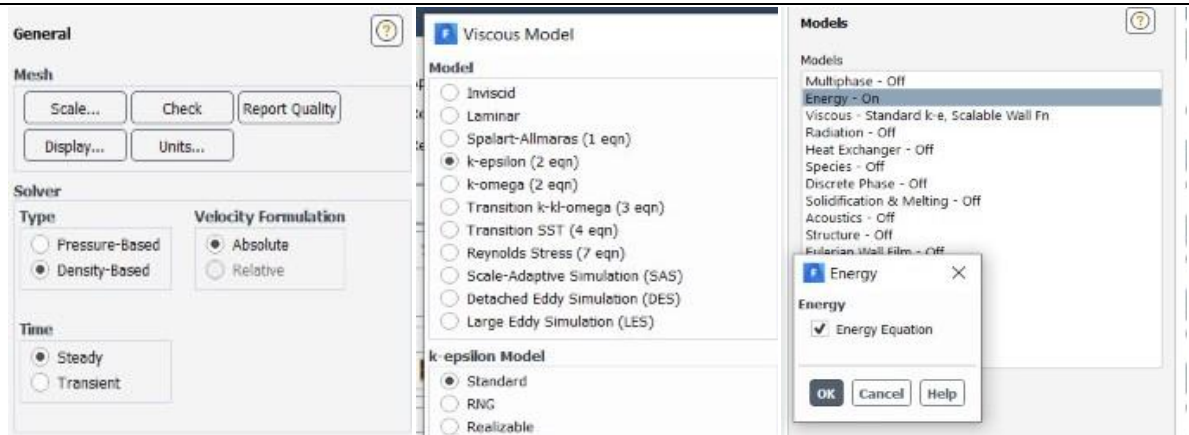 General
Mesh
Scale... Check Report Quality
Display... Units...
Solver
Type Velocity Formulation
Pressure-Based Absolute
Density-Based Relative
Time
Steady
Transient
Viscous Model
Model
Inviscid
Laminar
Spalart-Allmaras (1 eqn)
k-epsilon (2 eqn)
k-omega (2 eqn)
Transition k-kl-omega (3 eqn)
Transition SST (4 eqn)
Reynolds Stress (7 eqn)
Scale-Adaptive Simulation (SAS)
Detached Eddy Simulation (DES)
Large Eddy Simulation (LES)
k-epsilon Model
Standard
RNG
Realizable
Models
Models
Multiphase - Off
Energy - On
Viscous - Standard k-e, Scalable Wall Fn
Radiation - Off
Heat Exchanger - Off
Species - Off
Discrete Phase - Off
Solidification & Melting - Off
Acoustics - Off
Structure - Off
Eulerian Wall Film - Off
Energy
Energy
Energy Equation
OK Cancel Help